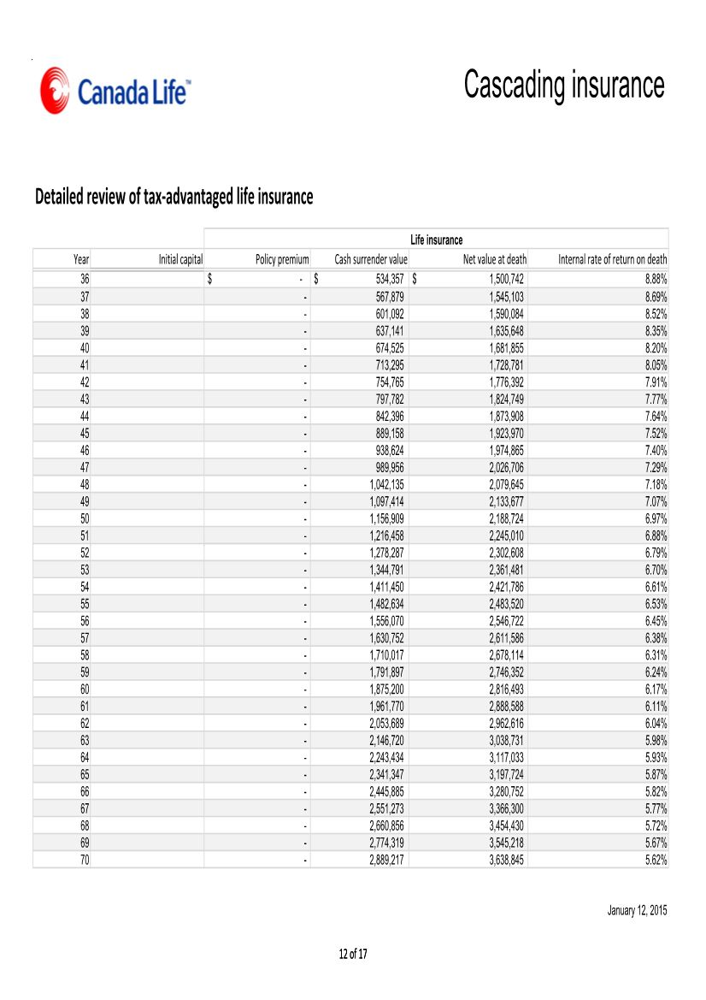 Canada Life™
Cascading insurance
Detailed review of tax-advantaged life insurance
Life insurance
Year Initial capital Policy premium Cash surrender value Net value at death Internal rate of return on death
36 $ - $ 534,357 $ 1,500,742 8.88%
37 - 567,879 1,545,103 8.69%
38 - 601,092 1,590,084 8.52%
39 - 637,141 1,635,648 8.35%
40 - 674,525 1,681,855 8.20%
41 - 713,295 1,728,781 8.05%
42 - 754,765 1,776,392 7.91%
43 - 797,782 1,824,749 7.77%
44 - 842,396 1,873,908 7.64%
45 - 889,158 1,923,970 7.52%
46 - 938,624 1,974,865 7.40%
47 - 989,956 2,026,706 7.29%
48 - 1,042,135 2,079,645 7.18%
49 - 1,097,414 2,133,677 7.07%
50 - 1,156,909 2,188,724 6.97%
51 - 1,216,458 2,245,010 6.88%
52 - 1,278,287 2,302,608 6.79%
53 - 1,344,791 2,361,481 6.70%
54 - 1,411,450 2,421,786 6.61%
55 - 1,482,634 2,483,520 6.53%
56 - 1,556,070 2,546,722 6.45%
57 - 1,630,752 2,611,586 6.38%
58 - 1,710,017 2,678,114 6.31%
59 - 1,791,897 2,746,352 6.24%
60 - 1,875,200 2,816,493 6.17%
61 - 1,961,770 2,888,588 6.11%
62 - 2,053,689 2,962,616 6.04%
63 - 2,146,720 3,038,731 5.98%
64 - 2,243,434 3,117,033 5.93%
65 - 2,341,347 3,197,724 5.87%
66 - 2,445,885 3,280,752 5.82%
67 - 2,551,273 3,366,300 5.77%
68 - 2,660,856 3,454,430 5.72%
69 - 2,774,319 3,545,218 5.67%
70 - 2,889,217 3,638,845 5.62%
January 12, 2015
12 of 17